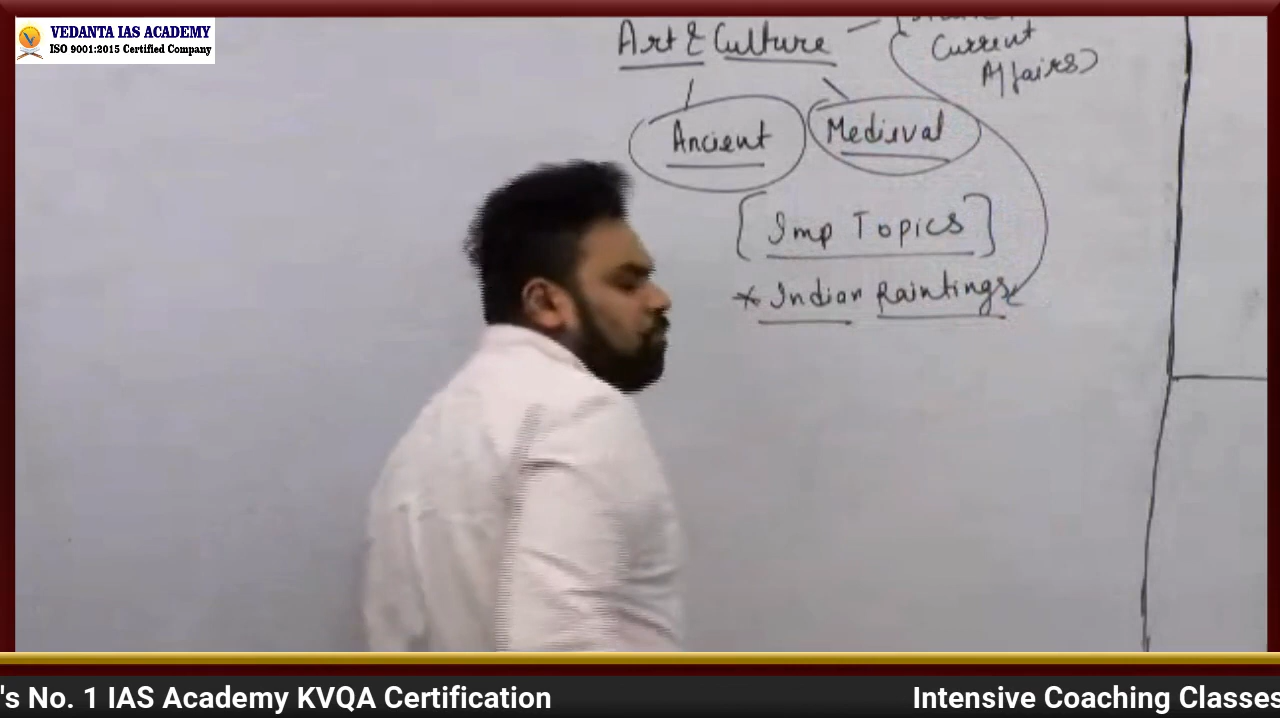 VEDANTA IAS ACADEMY
ISO 9001:2015 Certified Company
Art & Culture
Current
Affairs)
Ancient
Medieval
[Imp Topics]
* Indian Paintings
's No. 1 IAS Academy KVQA Certification
Intensive Coaching Classes